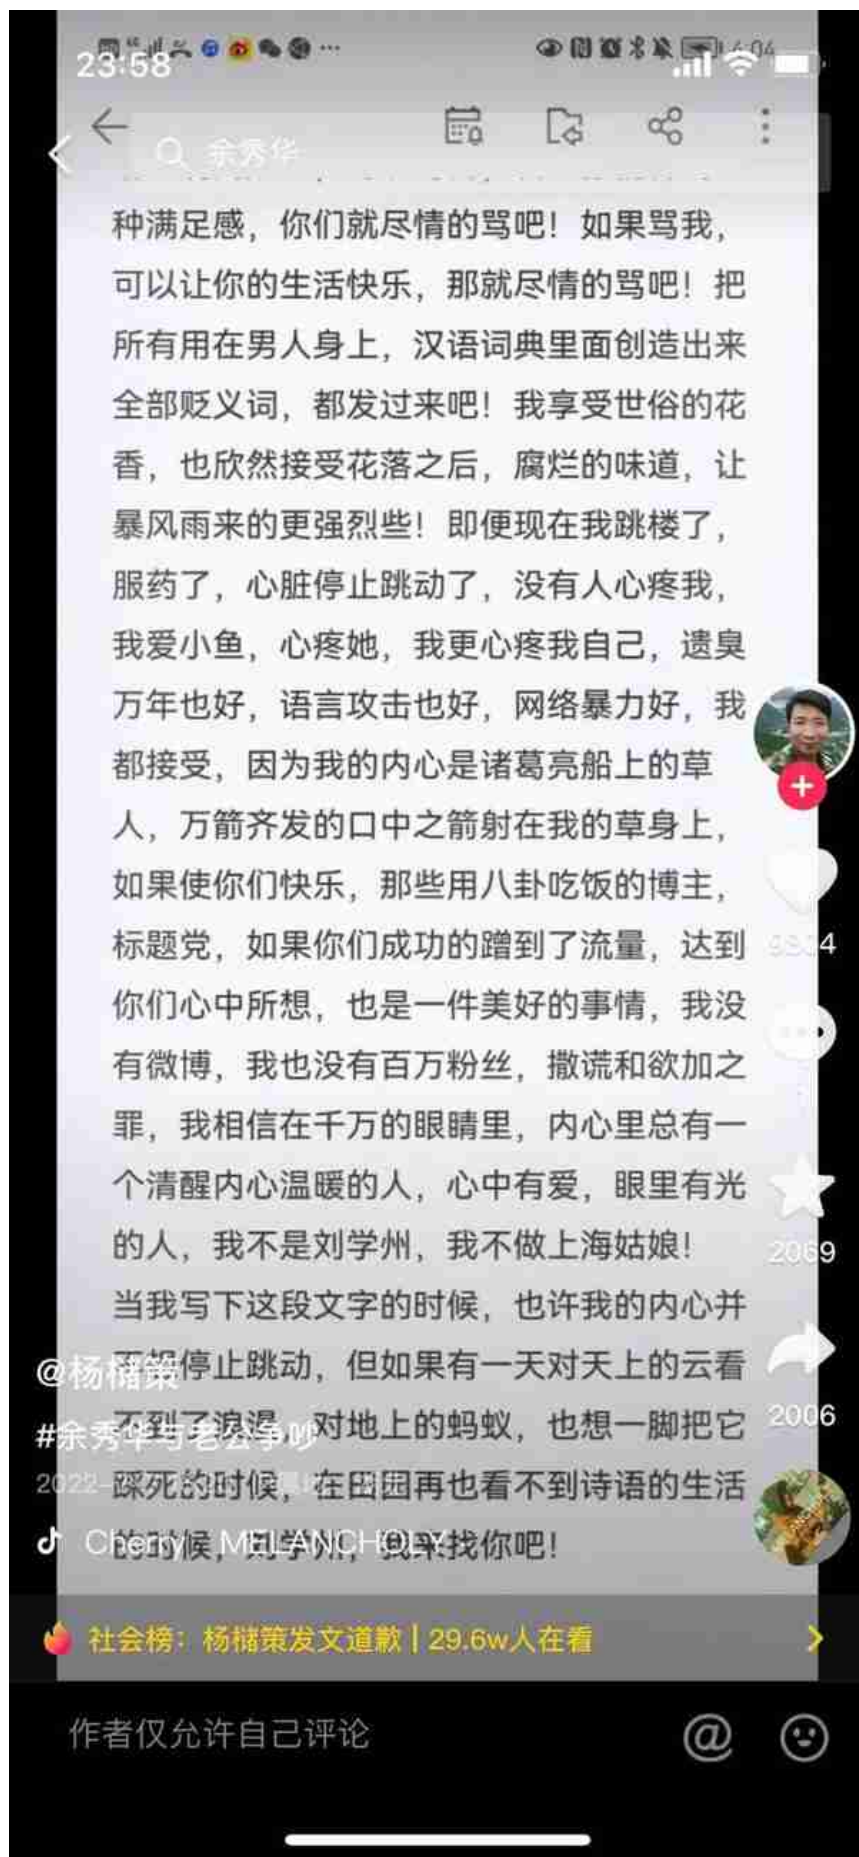 4:04
23:58
余秀华
种满足感，你们就尽情的骂吧！如果骂我，
可以让你的生活快乐，那就尽情的骂吧！把
所有用在男人身上，汉语词典里面创造出来
全部贬义词，都发过来吧！我享受世俗的花
香，也欣然接受花落之后，腐烂的味道，让
暴风雨来的更强烈些！即便现在我跳楼了，
服药了，心脏停止跳动了，没有人心疼我，
我爱小鱼，心疼她，我更心疼我自己，遗臭
万年也好，语言攻击也好，网络暴力好，我
都接受，因为我的内心是诸葛亮船上的草
人，万箭齐发的口中之箭射在我的草身上，
如果使你们快乐，那些用八卦吃饭的博主，
标题党，如果你们成功的蹭到了流量，达到
你们心中所想，也是一件美好的事情，我没
有微博，我也没有百万粉丝，撒谎和欲加之
罪，我相信在千万的眼睛里，内心里总有一
个清醒内心温暖的人，心中有爱，眼里有光
的人，我不是刘学州，我不做上海姑娘！
2069
当我写下这段文字的时候，也许我的内心并
停止跳动，但如果有一天对天上的云看
@杨槠策
不到了浪漫，对地上的蚂蚁，也想一脚把它
2006
#余秀华与老公争吵
踩死的时候，在田园再也看不到诗语的生活
2022-
的时候，刘学州，我来找你吧！
Cherry MELANCHOLY
社会榜：杨槠策发文道歉 | 29.6w人在看
作者仅允许自己评论